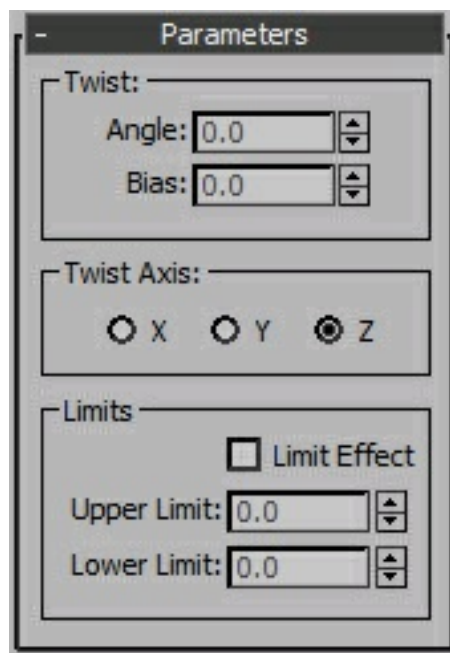 - Parameters
Twist:
Angle: 0.0
Bias: 0.0
Twist Axis:
X Y Z
Limits
Limit Effect
Upper Limit: 0.0
Lower Limit: 0.0